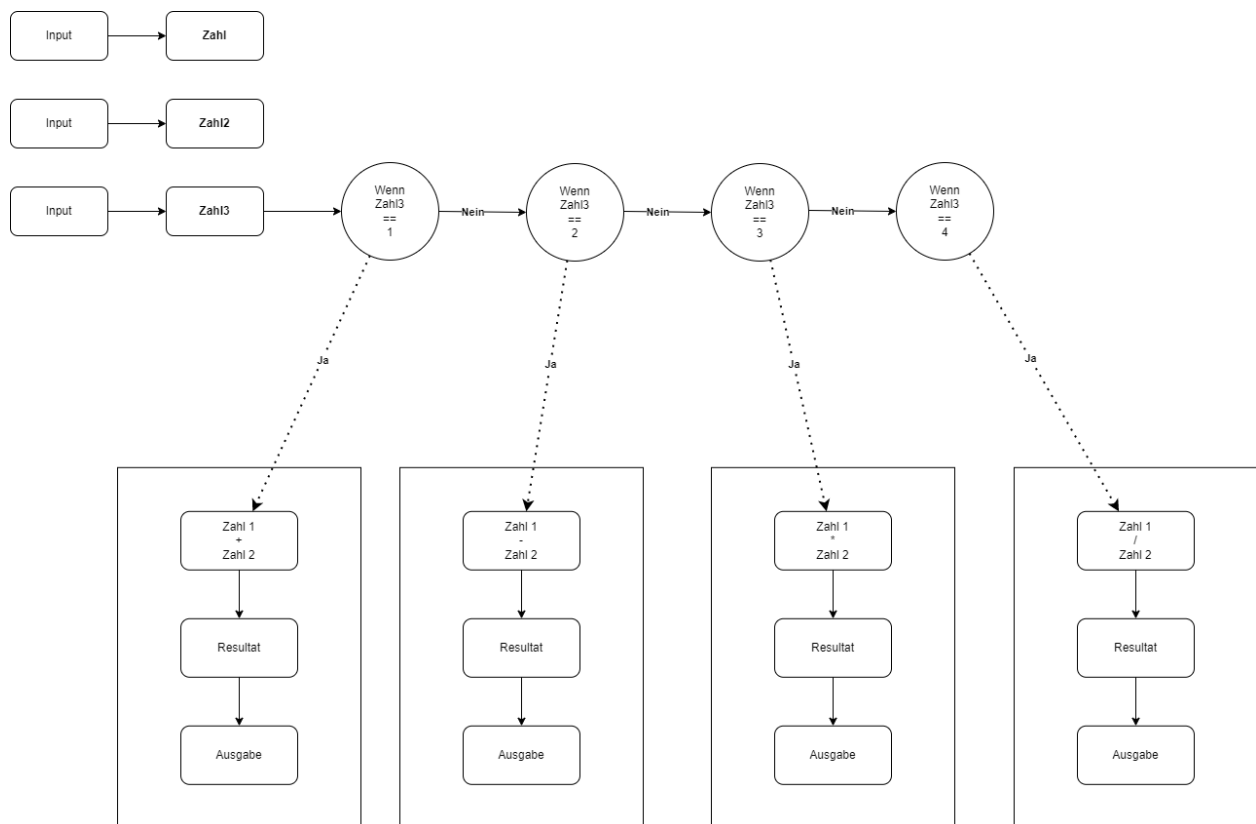 Input
Zahl
Input
Zahl2
Input
Zahl3
Wenn
Zahl3
==
1
Nein
Wenn
Zahl3
==
2
Nein
Wenn
Zahl3
==
3
Nein
Wenn
Zahl3
==
4
Ja
Ja
Ja
Ja
Zahl 1
+
Zahl 2
Resultat
Ausgabe
Zahl 1
-
Zahl 2
Resultat
Ausgabe
Zahl 1
*
Zahl 2
Resultat
Ausgabe
Zahl 1
/
Zahl 2
Resultat
Ausgabe